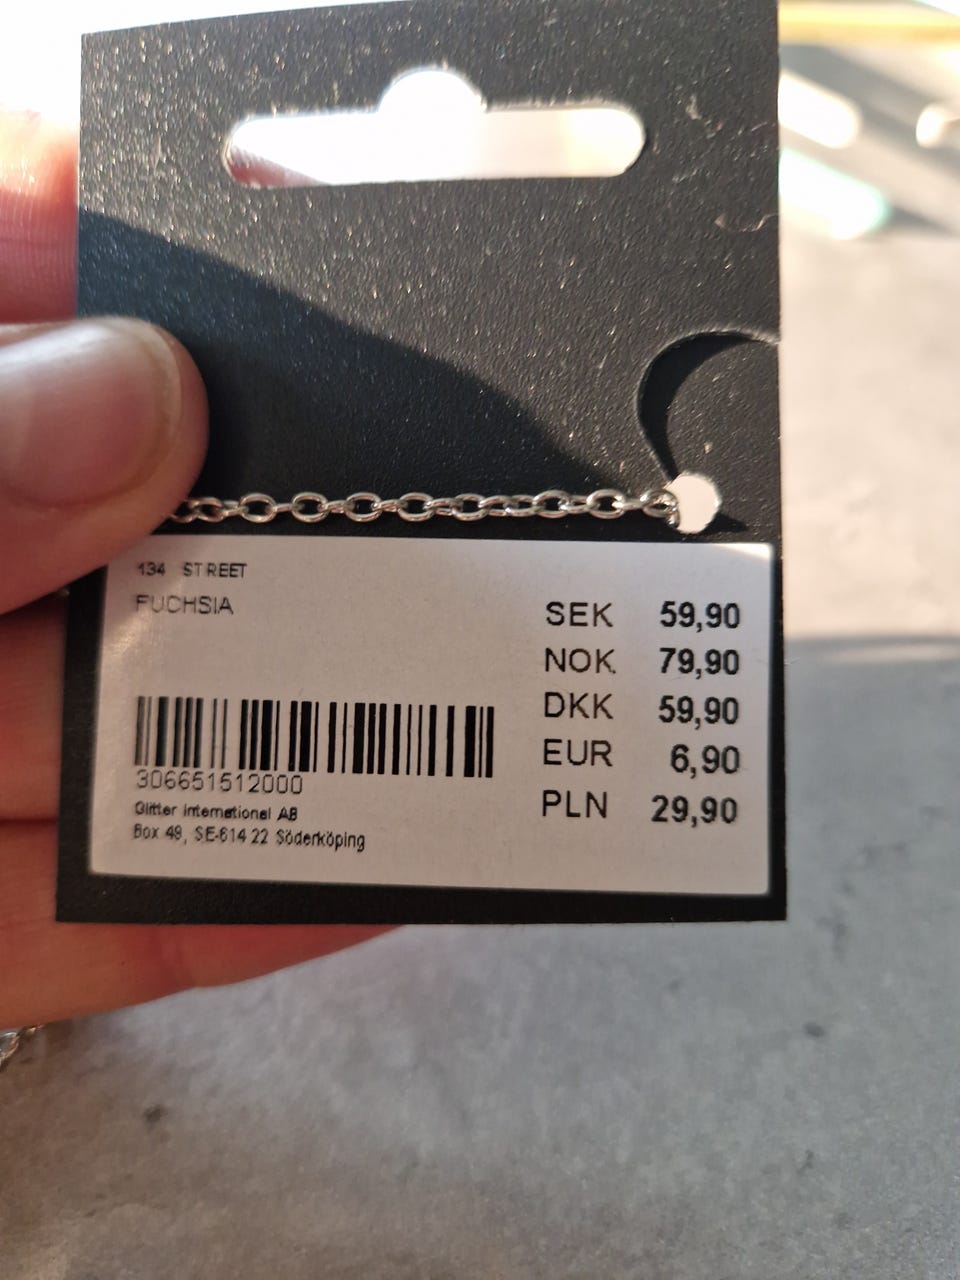 134 STREET
FUCHSIA
SEK 59,90
NOK 79,90
DKK 59,90
EUR 6,90
PLN 29,90
306651512000
Glitter International AB
Box 49, SE-614 22 Söderköping